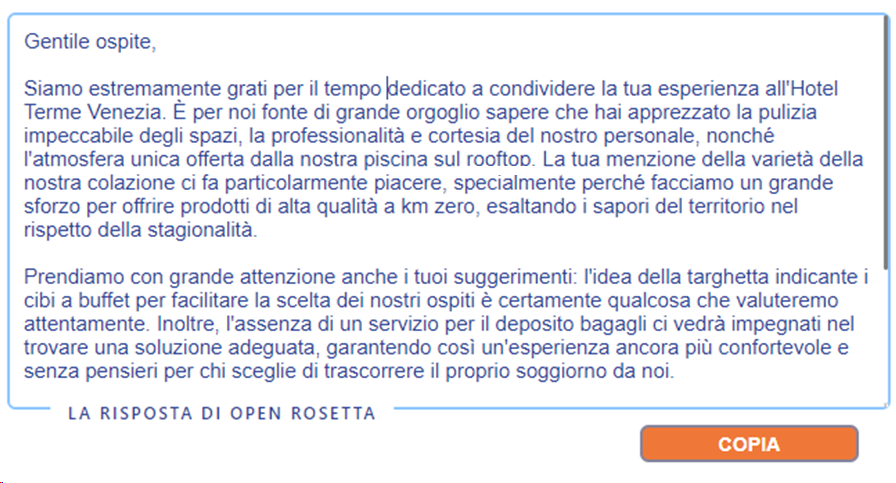 Gentile ospite,
Siamo estremamente grati per il tempo dedicato a condividere la tua esperienza all'Hotel
Terme Venezia. È per noi fonte di grande orgoglio sapere che hai apprezzato la pulizia
impeccabile degli spazi, la professionalità e cortesia del nostro personale, nonché
l'atmosfera unica offerta dalla nostra piscina sul rooftop. La tua menzione della varietà della
nostra colazione ci fa particolarmente piacere, specialmente perché facciamo un grande
sforzo per offrire prodotti di alta qualità a km zero, esaltando i sapori del territorio nel
rispetto della stagionalità.
Prendiamo con grande attenzione anche i tuoi suggerimenti: l'idea della targhetta indicante i
cibi a buffet per facilitare la scelta dei nostri ospiti è certamente qualcosa che valuteremo
attentamente. Inoltre, l'assenza di un servizio per il deposito bagagli ci vedrà impegnati nel
trovare una soluzione adeguata, garantendo così un'esperienza ancora più confortevole e
senza pensieri per chi sceglie di trascorrere il proprio soggiorno da noi.
LA RISPOSTA DI OPEN ROSETTA
COPIA